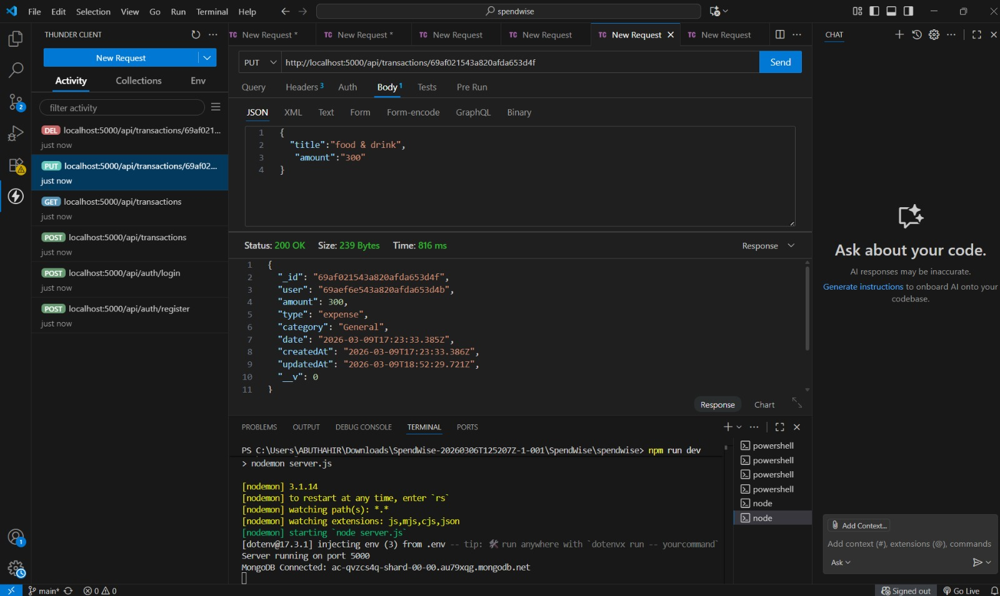 File Edit Selection View Go Run Terminal Help
spendwise
THUNDER CLIENT
New Request
Activity Collections Env
filter activity
DEL localhost:5000/api/transactions/69af021...
just now
PUT localhost:5000/api/transactions/69af02...
just now
GET localhost:5000/api/transactions
just now
POST localhost:5000/api/transactions
just now
POST localhost:5000/api/auth/login
just now
POST localhost:5000/api/auth/register
just now
2
TC New Request * TC New Request * TC New Request TC New Request TC New Request TC New Request
PUT http://localhost:5000/api/transactions/69af021543a820afda653d4f Send
Query Headers 3 Auth Body 1 Tests Pre Run
JSON XML Text Form Form-encode GraphQL Binary
1 {
2 "title":"food & drink",
3 "amount":"300"
4 }
Status: 200 OK Size: 239 Bytes Time: 816 ms Response
1 {
2 "_id": "69af021543a820afda653d4f",
3 "user": "69aef6e543a820afda653d4b",
4 "amount": 300,
5 "type": "expense",
6 "category": "General",
7 "date": "2026-03-09T17:23:33.385Z",
8 "createdAt": "2026-03-09T17:23:33.386Z",
9 "updatedAt": "2026-03-09T18:52:29.721Z",
10 "__v": 0
11 }
Response Chart
PROBLEMS OUTPUT DEBUG CONSOLE TERMINAL PORTS
PS C:\Users\ABUTHAHIR\Downloads\SpendWise-20260306T125207Z-1-001\SpendWise\spendwise> npm run dev
> nodemon server.js
[nodemon] 3.1.14
[nodemon] to restart at any time, enter `rs`
[nodemon] watching path(s): *.*
[nodemon] watching extensions: js,mjs,cjs,json
[nodemon] starting `node server.js`
[dotenv@17.3.1] injecting env (3) from .env -- tip: 🛠 run anywhere with `dotenvx run -- yourcommand`
Server running on port 5000
MongoDB Connected: ac-qvzcs4q-shard-00-00.au79xqg.mongodb.net
powershell
powershell
powershell
powershell
node
node
CHAT
Ask about your code.
AI responses may be inaccurate.
Generate instructions to onboard AI onto your
codebase.
Add Context...
Add context (#), extensions (@), commands
Ask
1
main* 0 0
Signed out Go Live